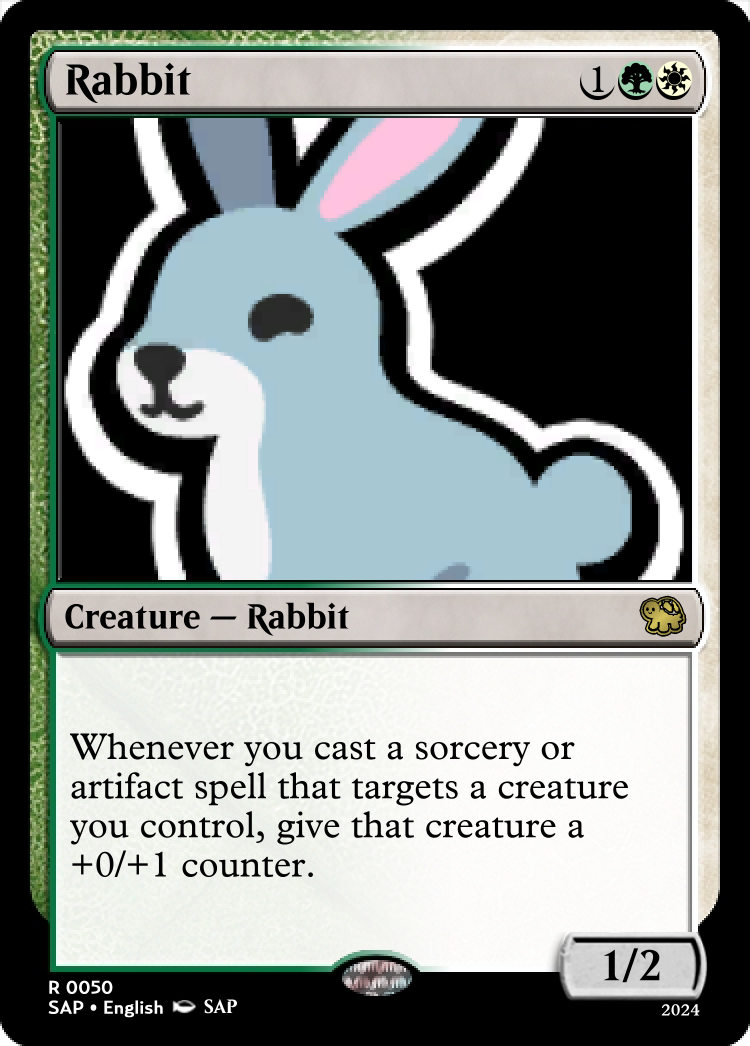 Rabbit 1
Creature — Rabbit
Whenever you cast a sorcery or
artifact spell that targets a creature
you control, give that creature a
+0/+1 counter.
1/2
R 0050
SAP • English SAP
2024